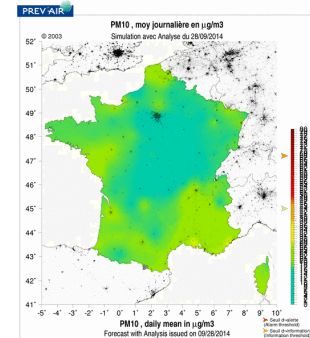 PREV'AIR
PM10 , moy journalière en µg/m3
© 2003
Simulation avec Analyse du 28/09/2014
52°
51°
50°
49°
48°
47°
46°
45°
44°
43°
42°
41°
-5° -4° -3° -2° -1° 0° 1° 2° 3° 4° 5° 6° 7° 8° 9° 10°
PM10 , daily mean in µg/m3
Forecast with Analysis issued on 09/28/2014
Seuil d'alerte
(Alarm threshold)
Seuil d'information
(Information threshold)